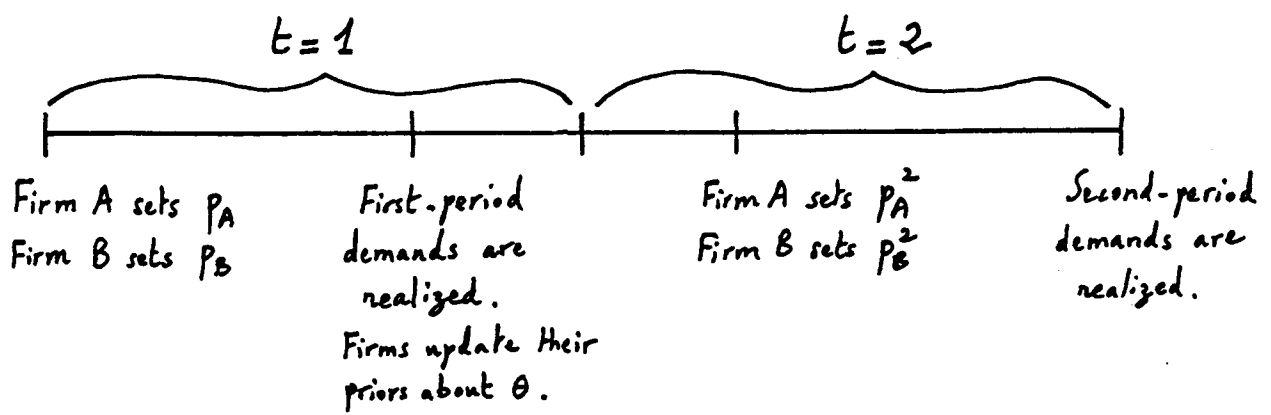 t = 1
t = 2
Firm A sets p_A
Firm B sets p_B
First-period
demands are
realized.
Firms update their
priors about θ.
Firm A sets p_A^2
Firm B sets p_B^2
Second-period
demands are
realized.